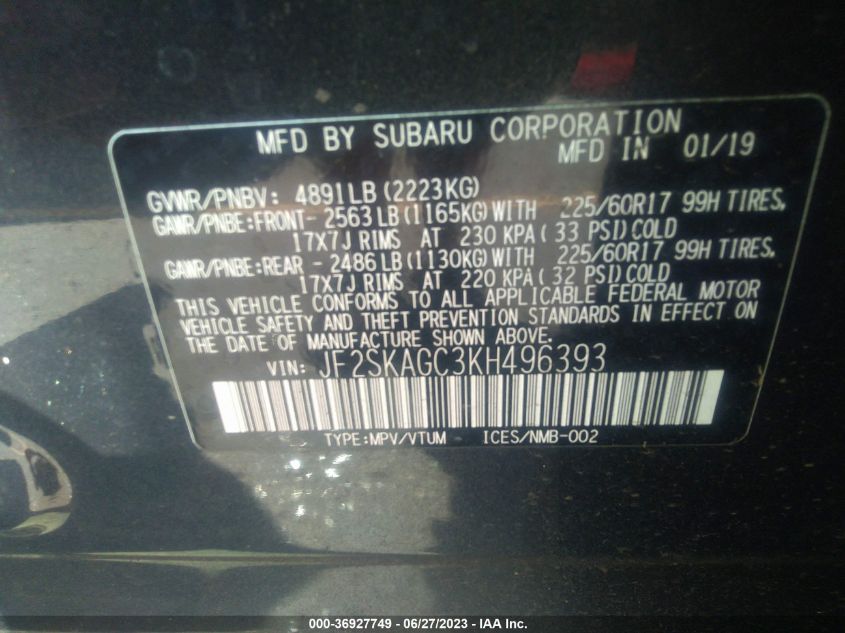 MFD BY SUBARU CORPORATION
MFD IN 01/19
GVWR/PNBV: 4891LB (2223KG)
GAWR/PNBE:FRONT- 2563LB (1165KG) WITH 225/60R17 99H TIRES.
17X7J RIMS AT 230 KPA ( 33 PSI) COLD
GAWR/PNBE:REAR - 2486LB (1130KG) WITH 225/60R17 99H TIRES.
17X7J RIMS AT 220 KPA ( 32 PSI) COLD
THIS VEHICLE CONFORMS TO ALL APPLICABLE FEDERAL MOTOR
VEHICLE SAFETY AND THEFT PREVENTION STANDARDS IN EFFECT ON
THE DATE OF MANUFACTURE SHOWN ABOVE.
VIN: JF2SKAGC3KH496393
TYPE:MPV/VTUM ICES/NMB-002
000-36927749 - 06/27/2023 - IAA Inc.